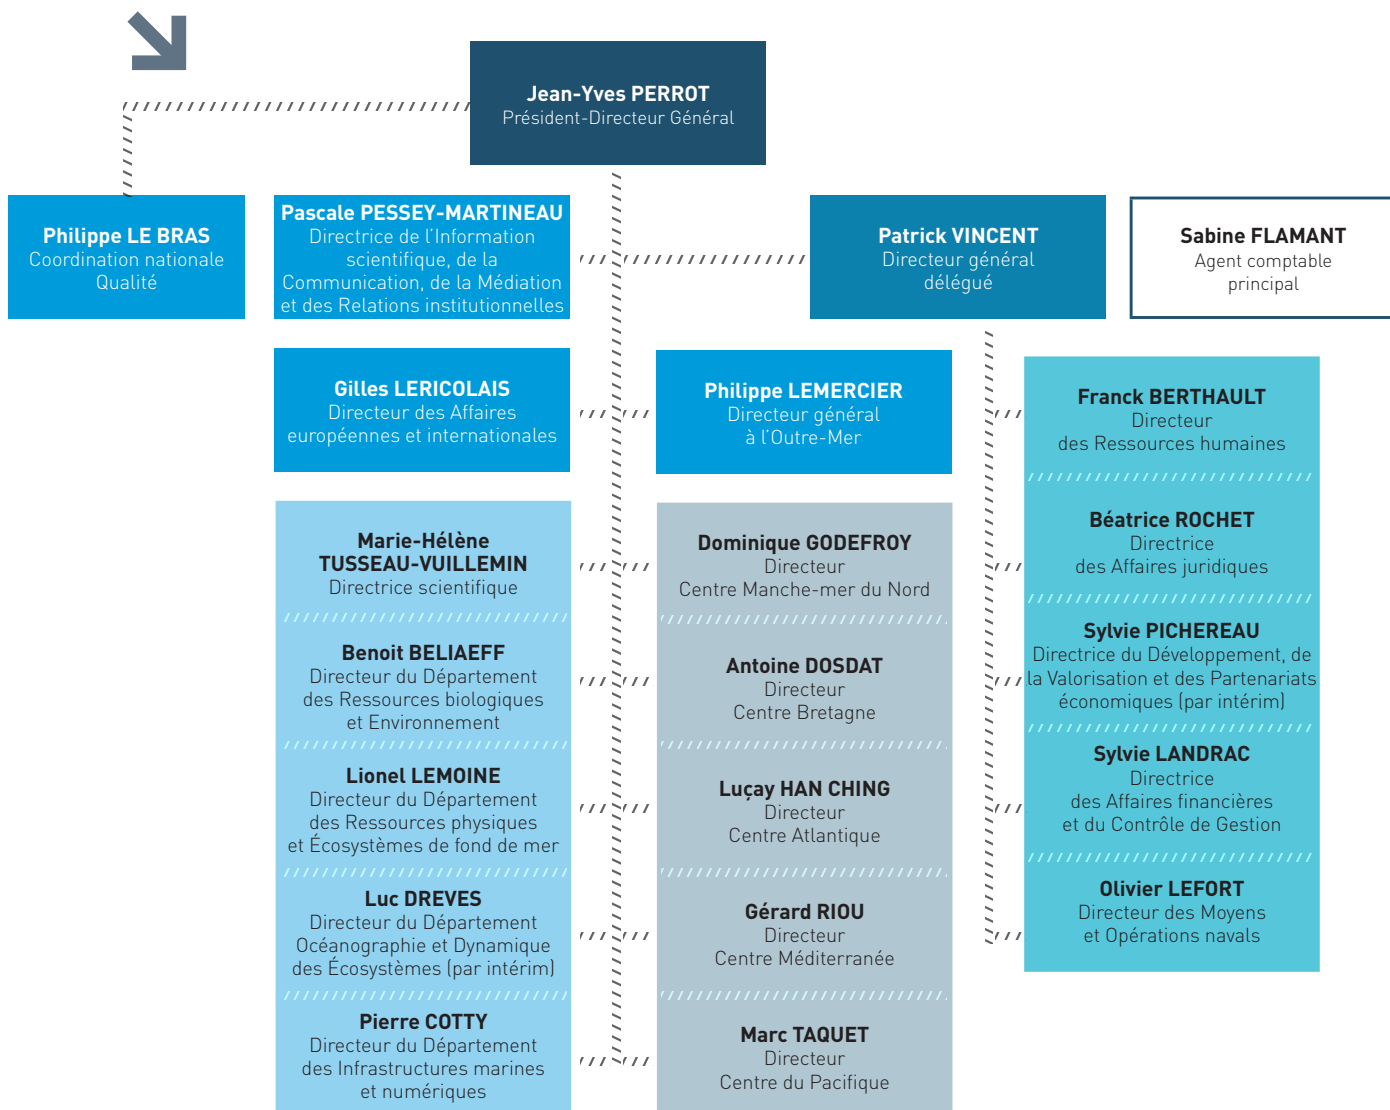 Jean-Yves PERROT
Président-Directeur Général
Philippe LE BRAS
Coordination nationale
Qualité
Pascale PESSEY-MARTINEAU
Directrice de l'Information
scientifique, de la
Communication, de la Médiation
et des Relations institutionnelles
Patrick VINCENT
Directeur général
délégué
Sabine FLAMANT
Agent comptable
principal
Gilles LERICOLAIS
Directeur des Affaires
européennes et internationales
Philippe LEMERCIER
Directeur général
à l'Outre-Mer
Marie-Hélène
TUSSEAU-VUILLEMIN
Directrice scientifique
Benoit BELIAEFF
Directeur du Département
des Ressources biologiques
et Environnement
Lionel LEMOINE
Directeur du Département
des Ressources physiques
et Écosystèmes de fond de mer
Luc DREVES
Directeur du Département
Océanographie et Dynamique
des Écosystèmes (par intérim)
Pierre COTTY
Directeur du Département
des Infrastructures marines
et numériques
Dominique GODEFROY
Directeur
Centre Manche-mer du Nord
Antoine DOSDAT
Directeur
Centre Bretagne
Luçay HAN CHING
Directeur
Centre Atlantique
Gérard RIOU
Directeur
Centre Méditerranée
Marc TAQUET
Directeur
Centre du Pacifique
Franck BERTHAULT
Directeur
des Ressources humaines
Béatrice ROCHET
Directrice
des Affaires juridiques
Sylvie PICHEREAU
Directrice du Développement, de
la Valorisation et des Partenariats
économiques (par intérim)
Sylvie LANDRAC
Directrice
des Affaires financières
et du Contrôle de Gestion
Olivier LEFORT
Directeur des Moyens
et Opérations navals